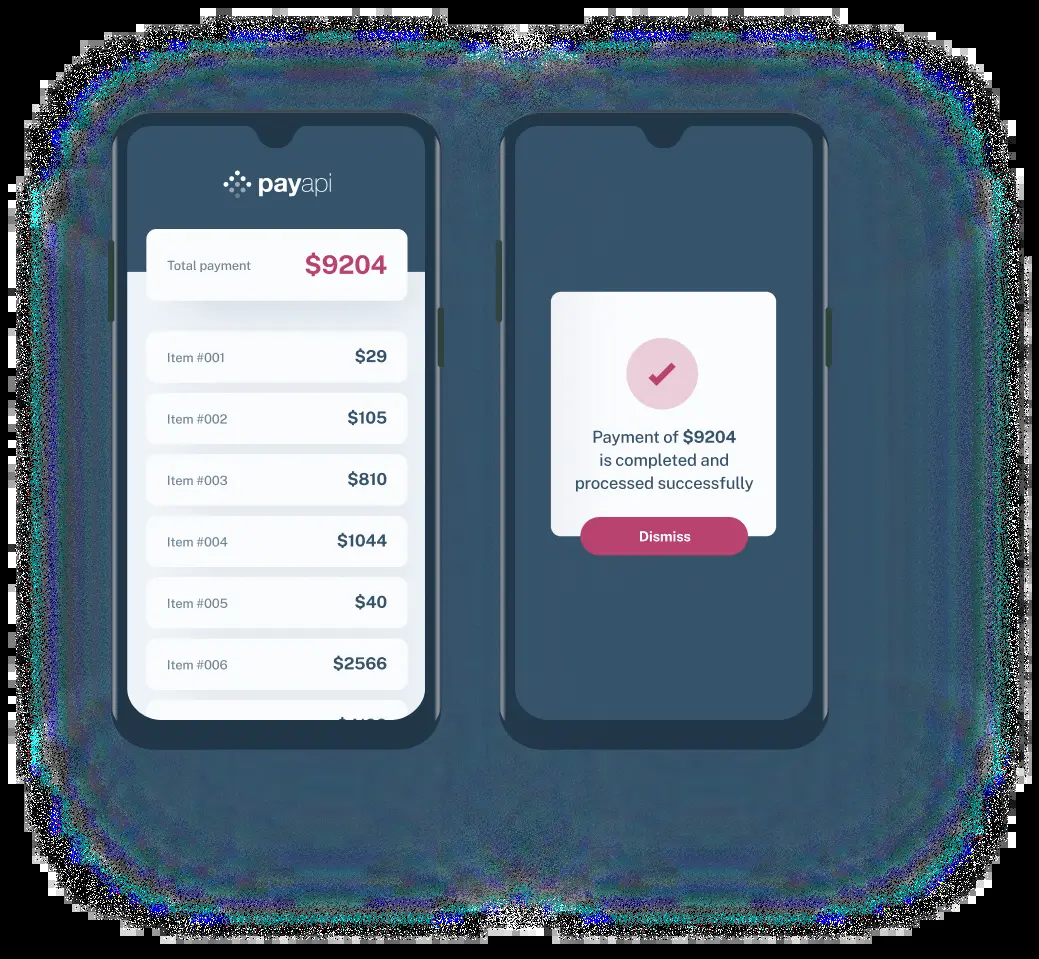 payapi
Total payment $9204
Item #001 $29
Item #002 $105
Item #003 $810
Item #004 $1044
Item #005 $40
Item #006 $2566
Payment of $9204
is completed and
processed successfully
Dismiss